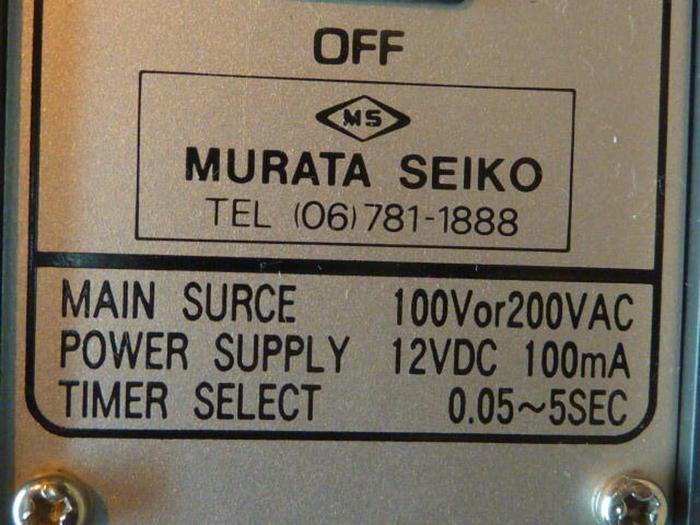 OFF
MS
MURATA SEIKO
TEL (06)781-1888
MAIN SURCE 100Vor200VAC
POWER SUPPLY 12VDC 100mA
TIMER SELECT 0.05~5SEC